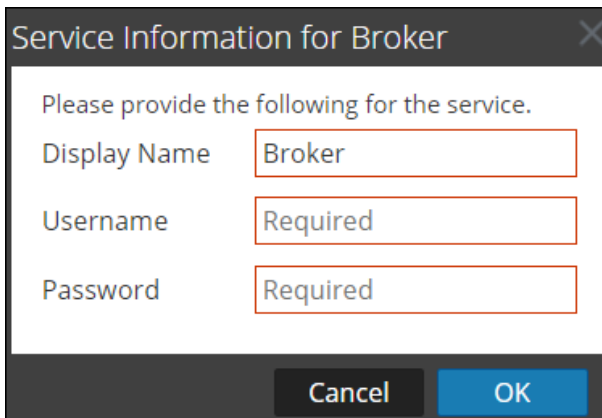 Service Information for Broker
Please provide the following for the service.
Display Name Broker
Username Required
Password Required
Cancel OK